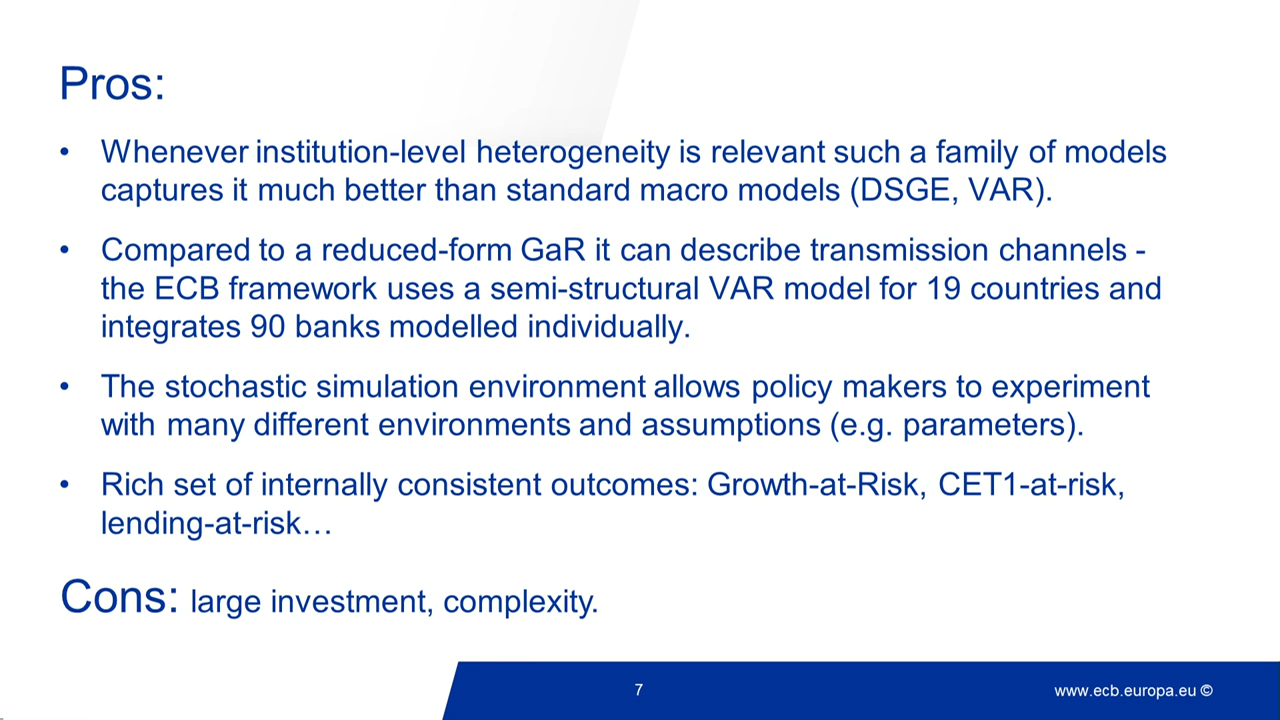 Pros:
• Whenever institution-level heterogeneity is relevant such a family of models
captures it much better than standard macro models (DSGE, VAR).
• Compared to a reduced-form GaR it can describe transmission channels -
the ECB framework uses a semi-structural VAR model for 19 countries and
integrates 90 banks modelled individually.
• The stochastic simulation environment allows policy makers to experiment
with many different environments and assumptions (e.g. parameters).
• Rich set of internally consistent outcomes: Growth-at-Risk, CET1-at-risk,
lending-at-risk…
Cons: large investment, complexity.
7
www.ecb.europa.eu ©